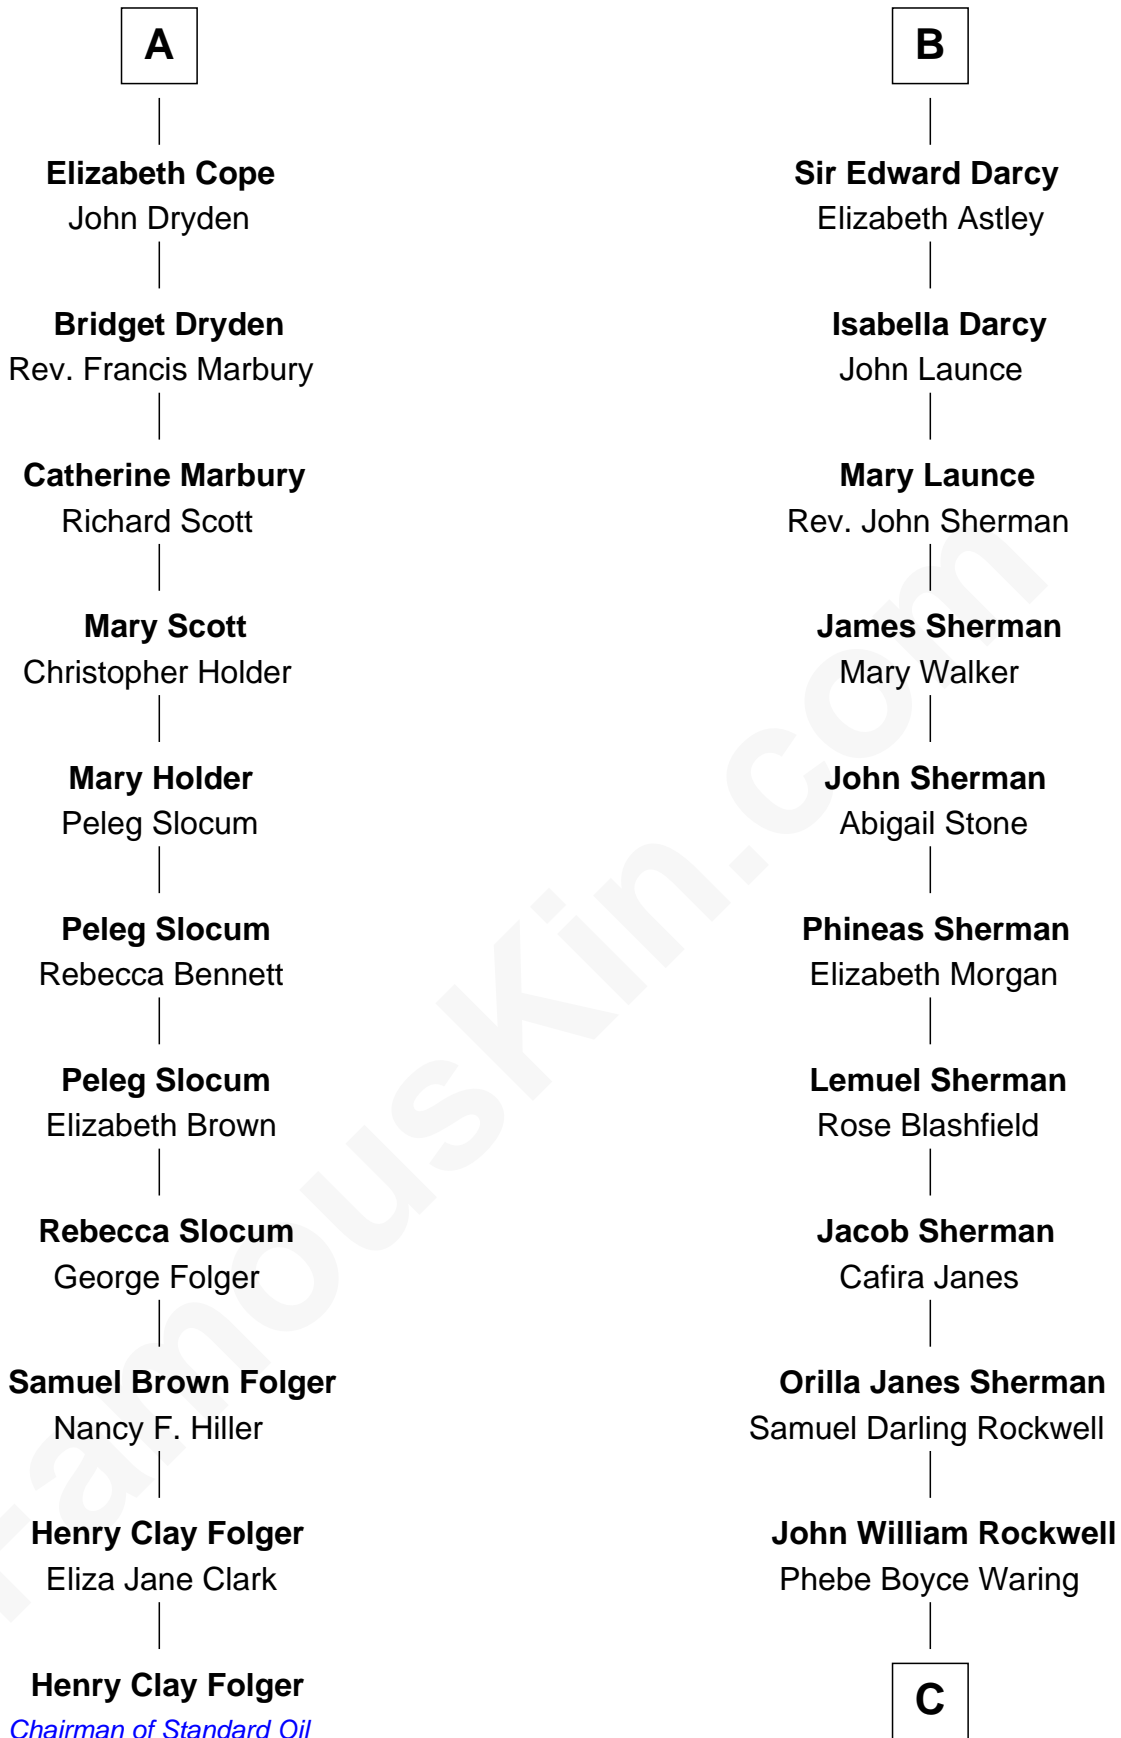 A
Elizabeth Cope
John Dryden
Bridget Dryden
Rev. Francis Marbury
Catherine Marbury
Richard Scott
Mary Scott
Christopher Holder
Mary Holder
Peleg Slocum
Peleg Slocum
Rebecca Bennett
Peleg Slocum
Elizabeth Brown
Rebecca Slocum
George Folger
Samuel Brown Folger
Nancy F. Hiller
Henry Clay Folger
Eliza Jane Clark
Henry Clay Folger
Chairman of Standard Oil
B
Sir Edward Darcy
Elizabeth Astley
Isabella Darcy
John Launce
Mary Launce
Rev. John Sherman
James Sherman
Mary Walker
John Sherman
Abigail Stone
Phineas Sherman
Elizabeth Morgan
Lemuel Sherman
Rose Blashfield
Jacob Sherman
Cafira Janes
Orilla Janes Sherman
Samuel Darling Rockwell
John William Rockwell
Phebe Boyce Waring
C
FamousKin.com